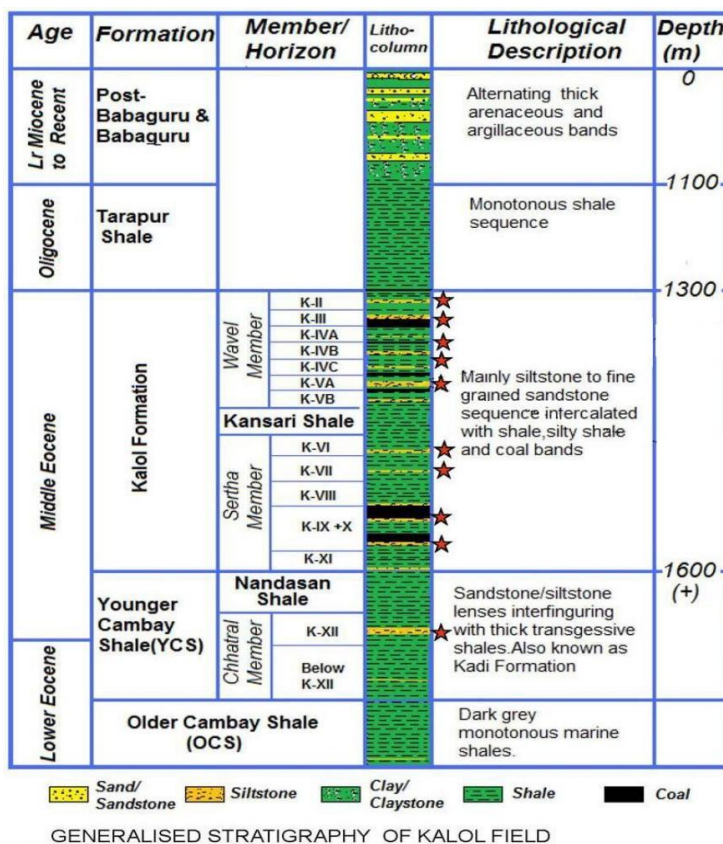 Age
Formation
Member/
Horizon
Litho-
column
Lithological
Description
Depth
(m)
0
Lr Miocene
to Recent
Post-
Babaguru &
Babaguru
Alternating thick
arenaceous and
argillaceous bands
1100
Oligocene
Tarapur
Shale
Monotonous shale
sequence
1300
Middle Eocene
Kalol Formation
Wavel
Member
K-II
K-III
K-IVA
K-IVB
K-IVC
K-VA
K-VB
Kansari Shale
Sertha
Member
K-VI
K-VII
K-VIII
K-IX +X
K-XI
Mainly siltstone to fine
grained sandstone
sequence intercalated
with shale,silty shale
and coal bands
1600
(+)
Younger
Cambay
Shale(YCS)
Nandasan
Shale
Chhatral
Member
K-XII
Below
K-XII
Sandstone/siltstone
lenses interfinguring
with thick transgessive
shales.Also known as
Kadi Formation
Lower Eocene
Older Cambay Shale
(OCS)
Dark grey
monotonous marine
shales.
Sand/
Sandstone
Siltstone
Clay/
Claystone
Shale
Coal
GENERALISED STRATIGRAPHY OF KALOL FIELD